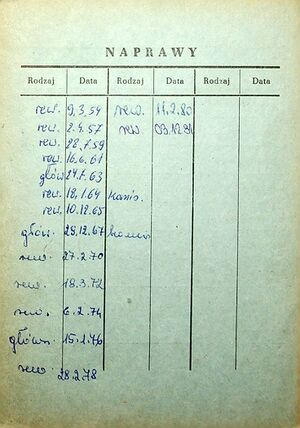 NAPRAWY
Rodzaj Data Rodzaj Data Rodzaj Data
rew. 9.3.54 rew. 11.2.80
rew. 2.4.57 rew 03.12.81
rew. 28.7.59
rew. 16.6.61
główn 24.7.63
rew. 18.1.64
rew. 10.12.65
główn. 29.12.67
rew. 27.2.70
rew. 18.3.72
rew. 6.2.74
główn. 15.1.76
rew. 28.2.78